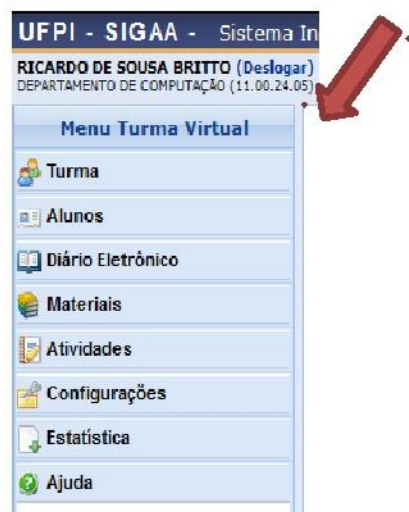 UFPI - SIGAA - Sistema In
RICARDO DE SOUSA BRITTO (Deslogar)
DEPARTAMENTO DE COMPUTAÇÃO (11.00.24.05)
Menu Turma Virtual
Turma
Alunos
Diário Eletrônico
Materiais
Atividades
Configurações
Estatística
Ajuda